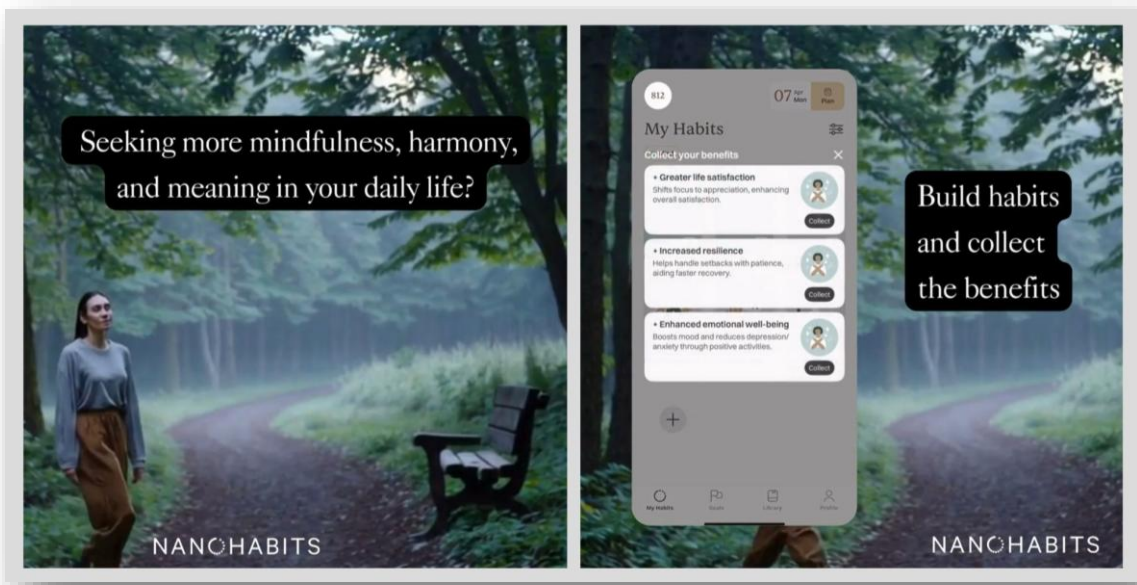 Seeking more mindfulness, harmony,
and meaning in your daily life?
NANOHABITS
812
07 Apr
Mon
Plan
My Habits
Collect your benefits
+ Greater life satisfaction
Shifts focus to appreciation, enhancing
overall satisfaction.
Collect
+ Increased resilience
Helps handle setbacks with patience,
aiding faster recovery.
Collect
+ Enhanced emotional well-being
Boosts mood and reduces depression/
anxiety through positive activities.
Collect
My Habits
Library
Profile
Build habits
and collect
the benefits
NANOHABITS